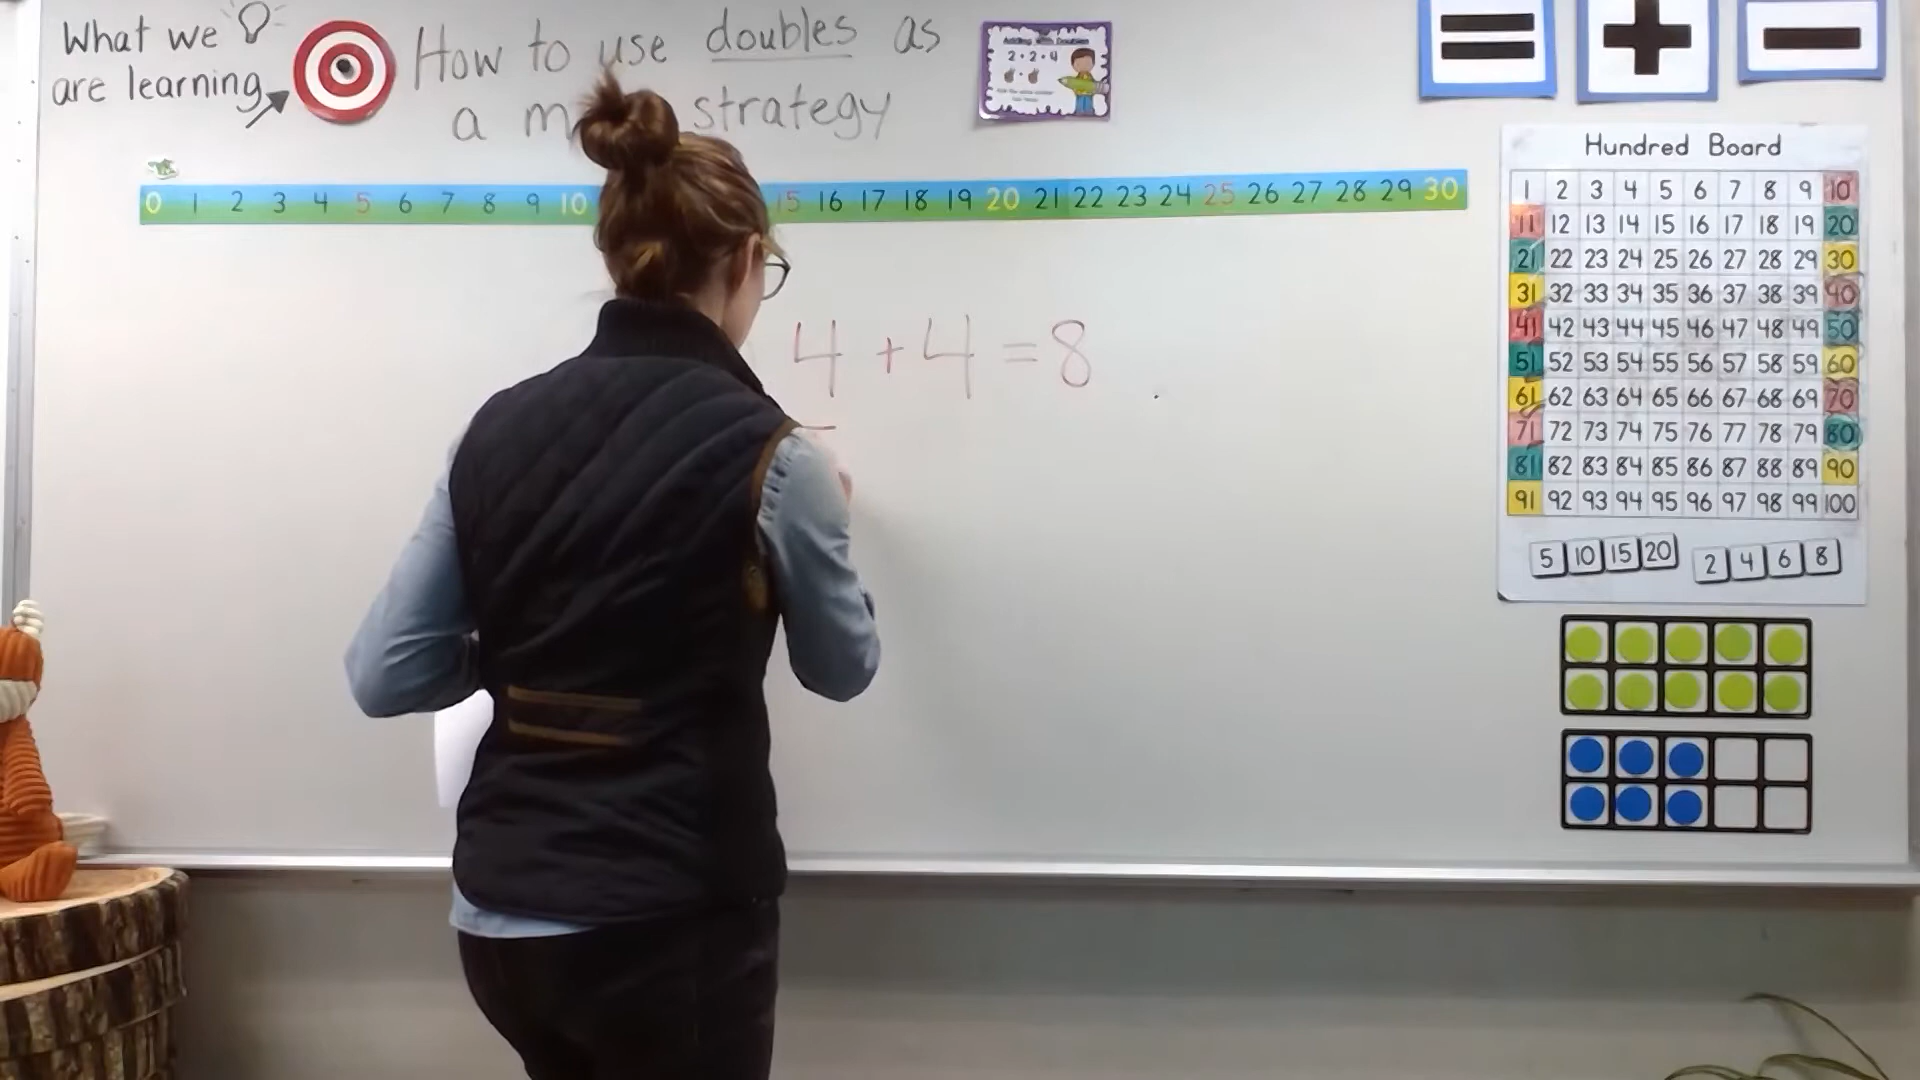 What we
are learning
How to use doubles as
a m strategy
Adding with Doubles
2 + 2 = 4
0 1 2 3 4 5 6 7 8 9 10 15 16 17 18 19 20 21 22 23 24 25 26 27 28 29 30
4 + 4 = 8
=
+
−
Hundred Board
1 2 3 4 5 6 7 8 9 10
11 12 13 14 15 16 17 18 19 20
21 22 23 24 25 26 27 28 29 30
31 32 33 34 35 36 37 38 39 40
41 42 43 44 45 46 47 48 49 50
51 52 53 54 55 56 57 58 59 60
61 62 63 64 65 66 67 68 69 70
71 72 73 74 75 76 77 78 79 80
81 82 83 84 85 86 87 88 89 90
91 92 93 94 95 96 97 98 99 100
5 10 15 20 2 4 6 8